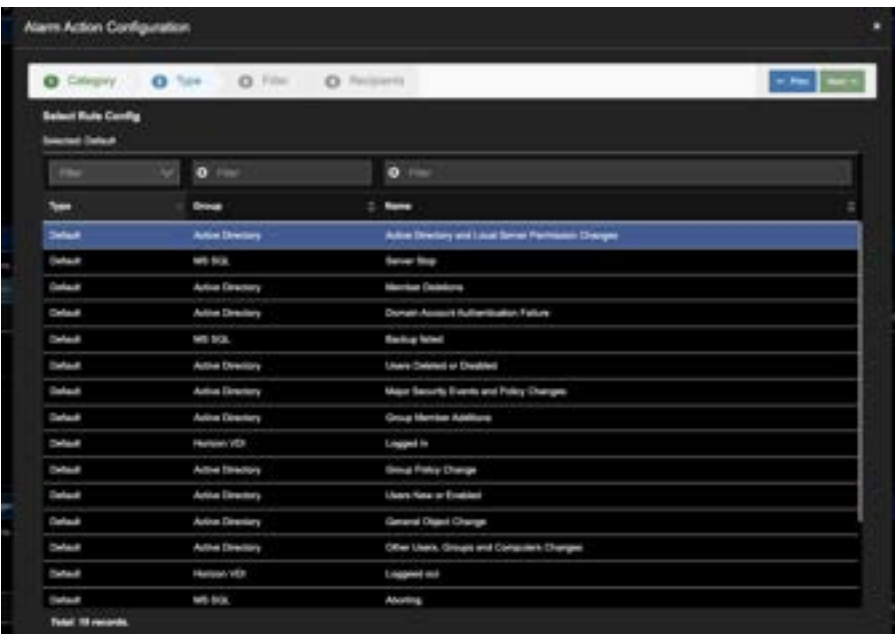 Alarm Action Configuration
Category Type Filter Recipients Prev Next
Select Rule Config
Selected: Default
Filter Filter Filter
Type Group Name
Default Active Directory Active Directory and Local Server Permission Changes
Default MS SQL Server Stop
Default Active Directory Member Deletions
Default Active Directory Domain Account Authentication Failure
Default MS SQL Backup failed
Default Active Directory Users Deleted or Disabled
Default Active Directory Major Security Events and Policy Changes
Default Active Directory Group Member Additions
Default Horizon VDI Logged in
Default Active Directory Group Policy Change
Default Active Directory Users New or Enabled
Default Active Directory General Object Change
Default Active Directory Other Users, Groups and Computers Changes
Default Horizon VDI Loggeed out
Default MS SQL Aborting
Total: 19 records.